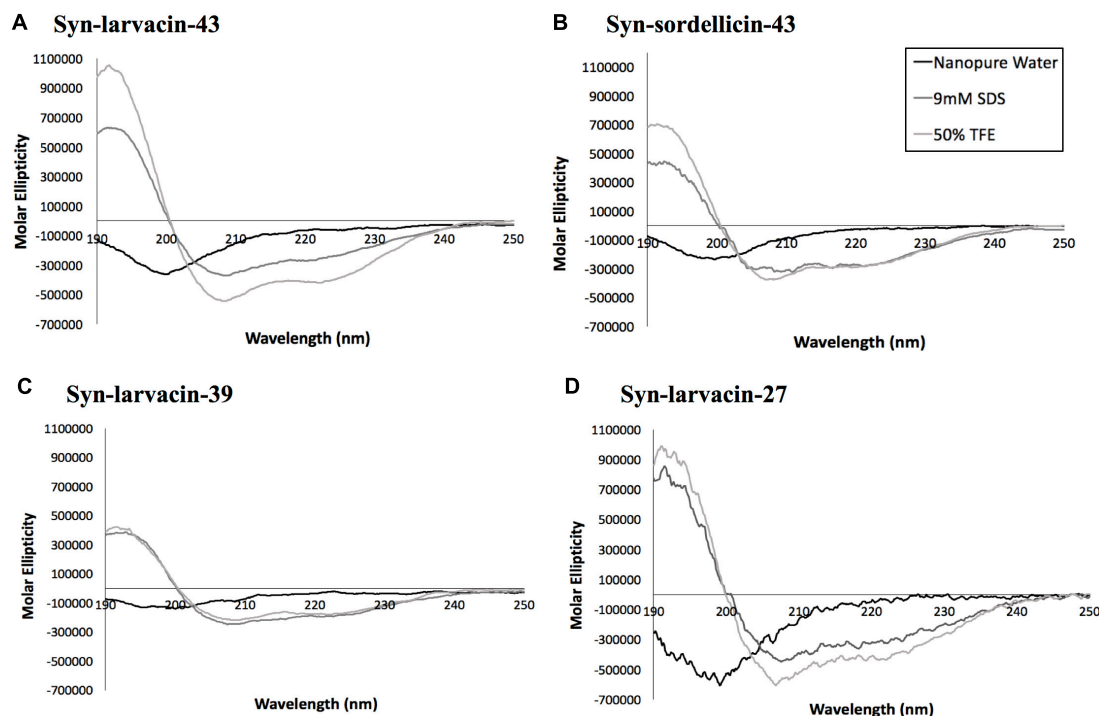 A Syn-larvacin-43
1100000
900000
700000
500000
300000
100000
-100000
-300000
-500000
-700000
Molar Ellipticity
190 200 210 220 230 240 250
Wavelength (nm)
B Syn-sordellicin-43
1100000
900000
700000
500000
300000
100000
-100000
-300000
-500000
-700000
Molar Ellipticity
190 200 210 220 230 240 250
Wavelength (nm)
Nanopure Water
9mM SDS
50% TFE
C Syn-larvacin-39
1100000
900000
700000
500000
300000
100000
-100000
-300000
-500000
-700000
Molar Ellipticity
190 200 210 220 230 240 250
Wavelength (nm)
D Syn-larvacin-27
1100000
900000
700000
500000
300000
100000
-100000
-300000
-500000
-700000
Molar Ellipticity
190 200 210 220 230 240 250
Wavelength (nm)